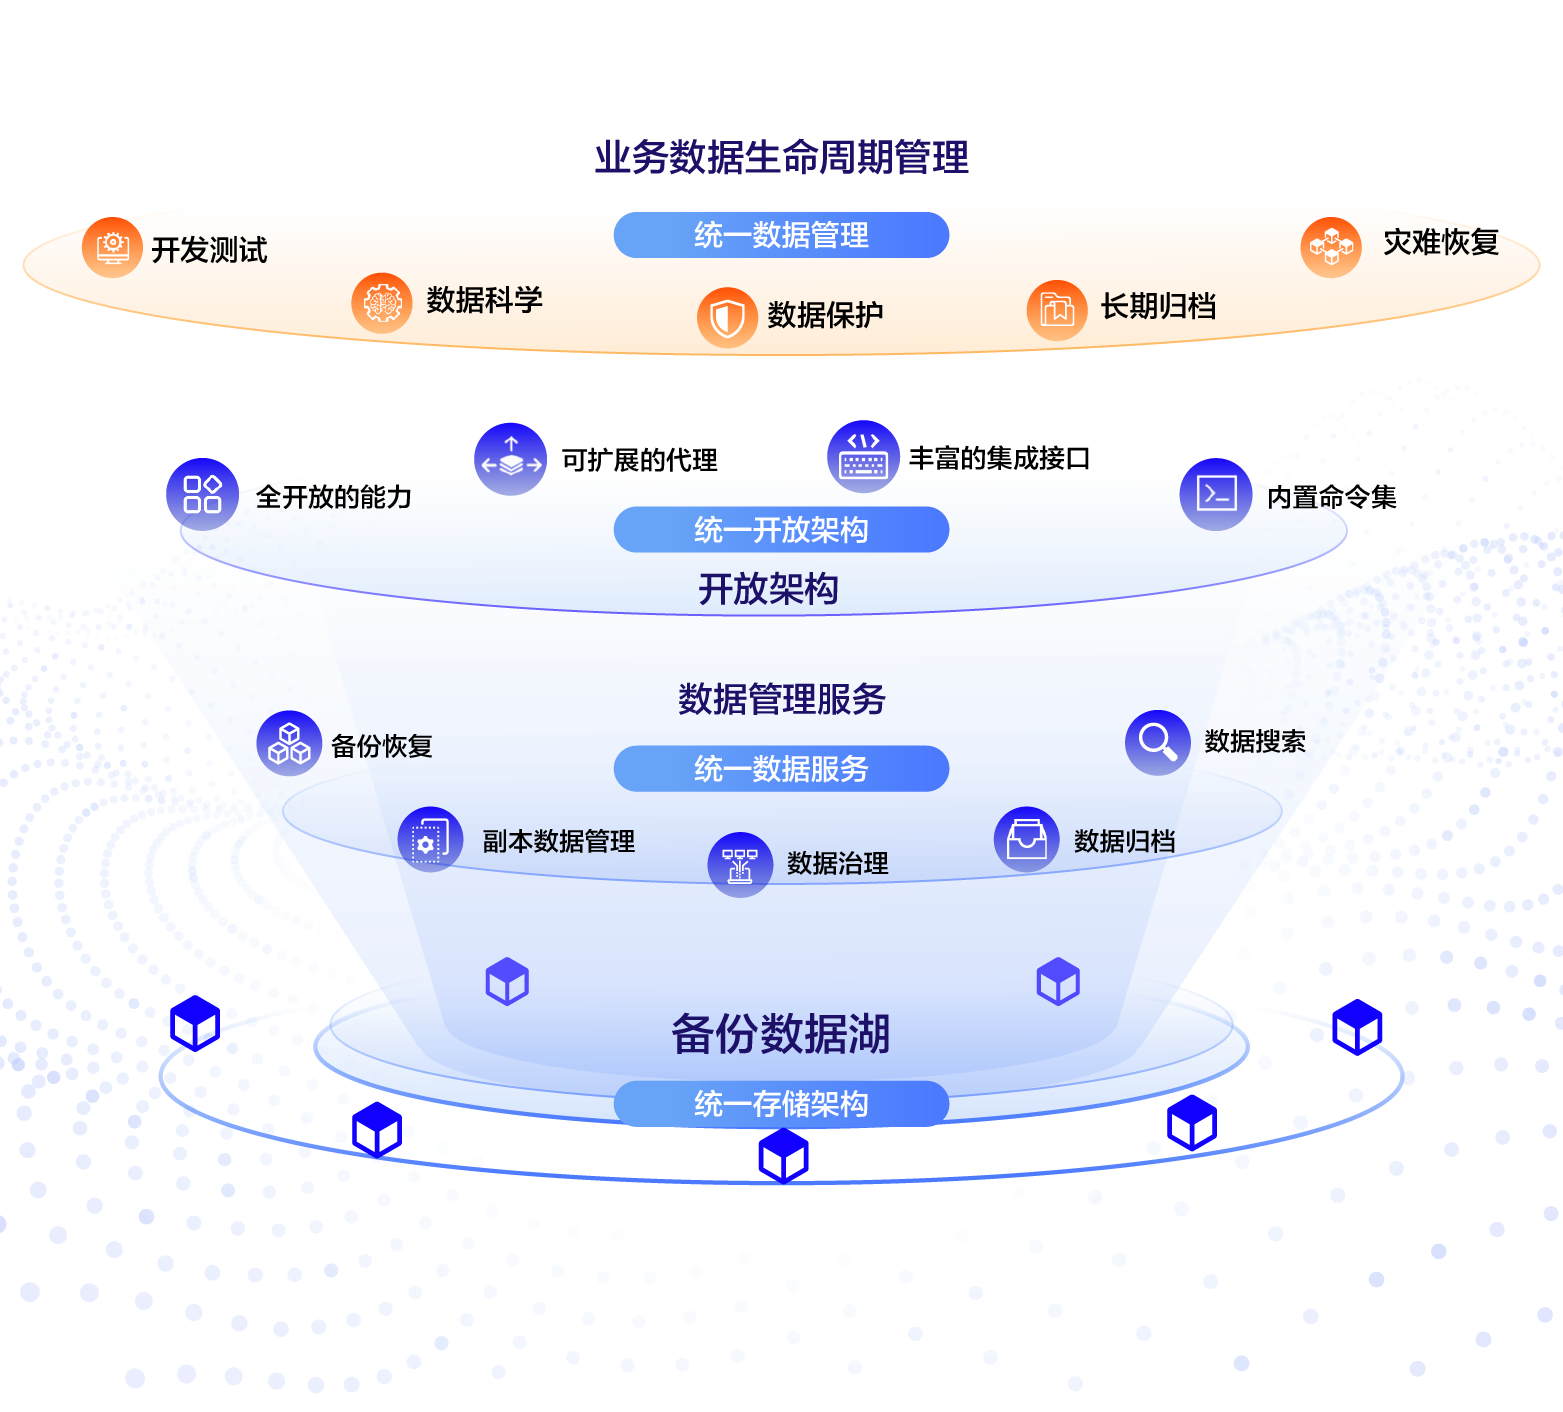 业务数据生命周期管理
统一数据管理
开发测试
数据科学
数据保护
长期归档
灾难恢复
全开放的能力
可扩展的代理
丰富的集成接口
内置命令集
统一开放架构
开放架构
数据管理服务
统一数据服务
备份恢复
副本数据管理
数据治理
数据归档
数据搜索
备份数据湖
统一存储架构